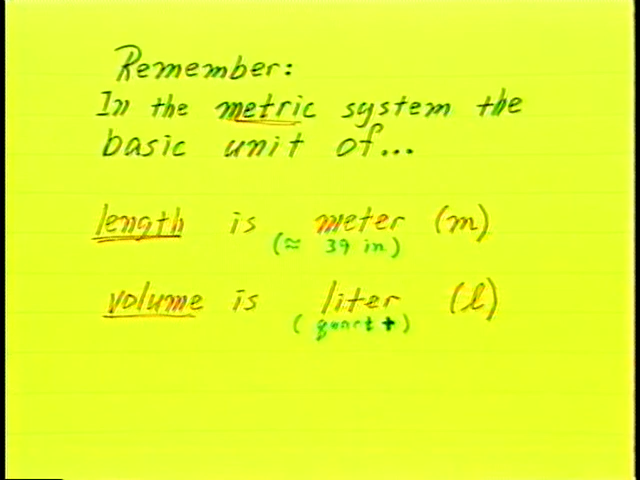 Remember:
In the metric system the
basic unit of...
length is meter (m)
(≈ 39 in)
volume is liter (l)
(quart +)